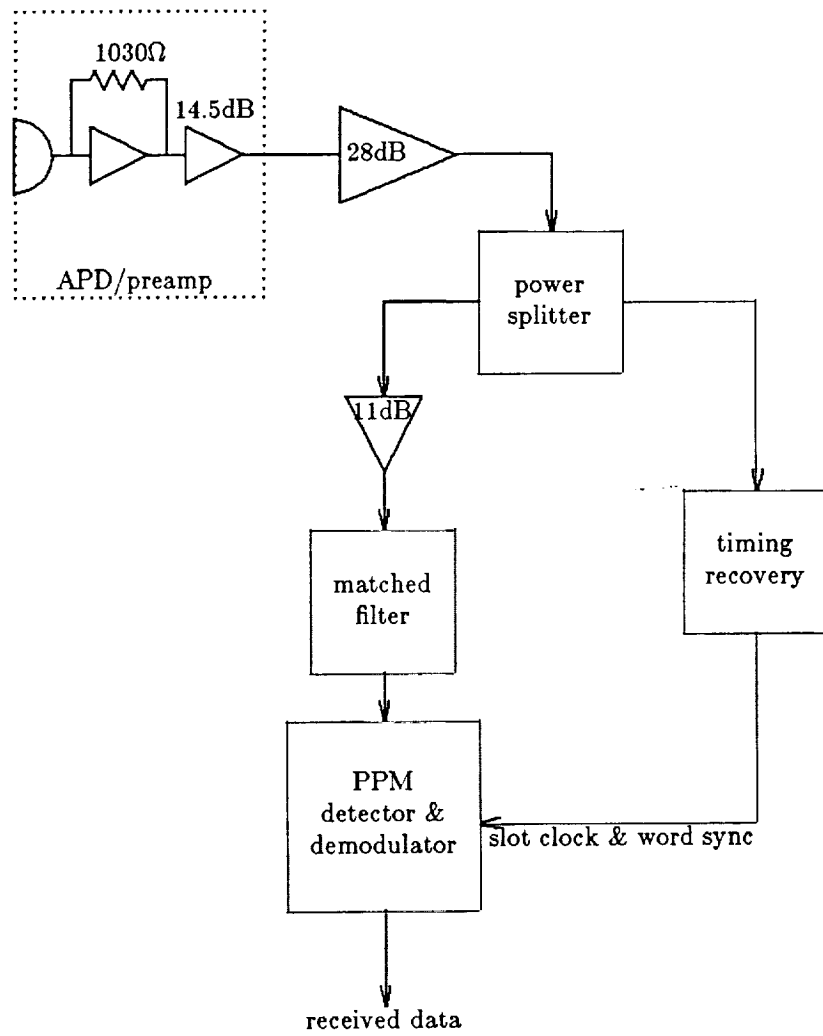 1030Ω
14.5dB
28dB
APD/preamp
power
splitter
11dB
timing
recovery
matched
filter
PPM
detector &
demodulator
slot clock & word sync
received data